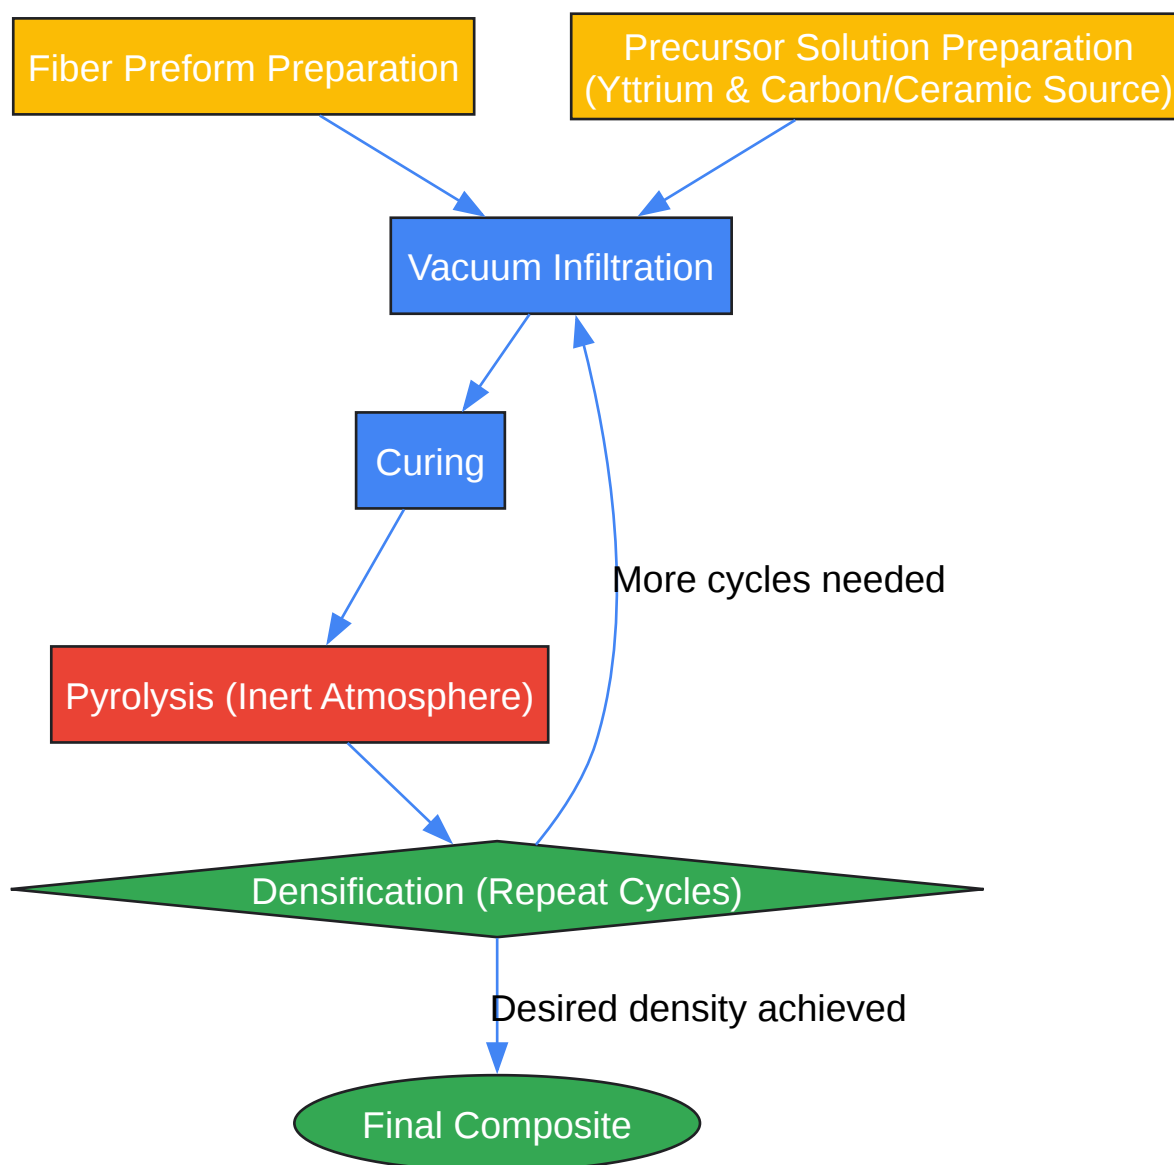 Fiber Preform Preparation
Precursor Solution Preparation
(Yttrium & Carbon/Ceramic Source)
Vacuum Infiltration
Curing
More cycles needed
Pyrolysis (Inert Atmosphere)
Densification (Repeat Cycles)
Desired density achieved
Final Composite